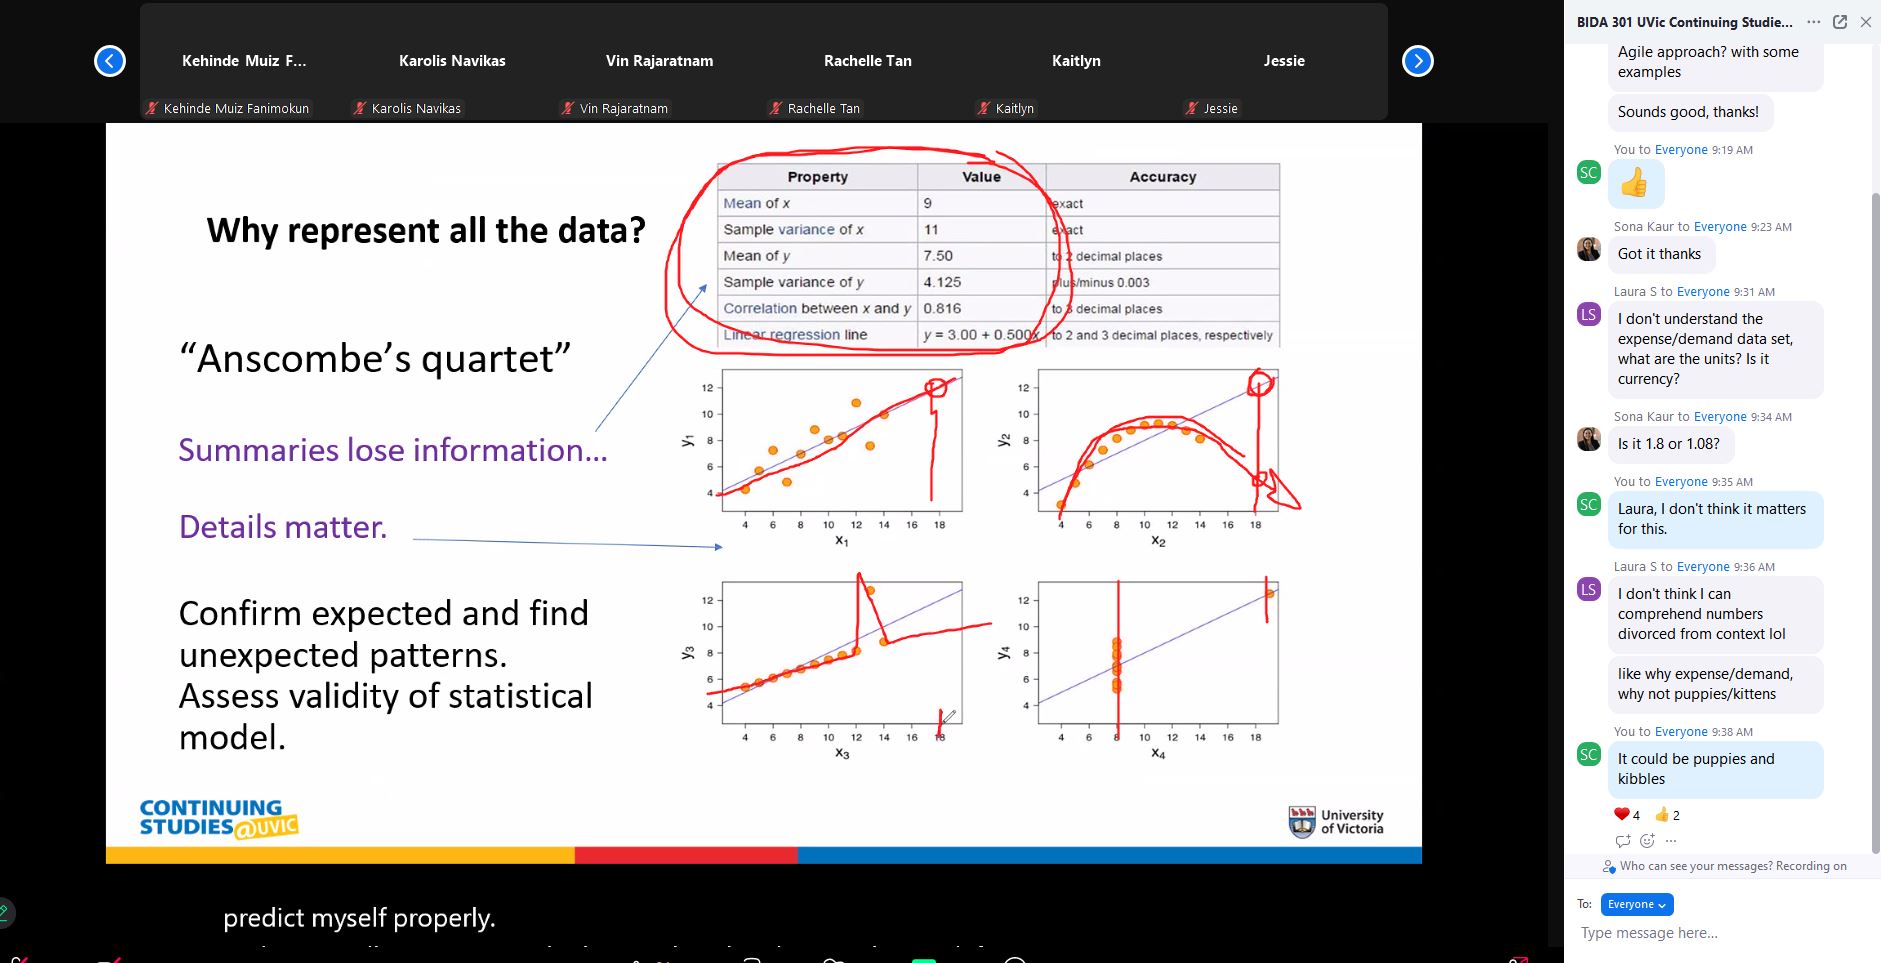 Kehinde Muiz F...
Karolis Navikas
Vin Rajaratnam
Rachelle Tan
Kaitlyn
Jessie
Kehinde Muiz Fanimokun
Karolis Navikas
Vin Rajaratnam
Rachelle Tan
Kaitlyn
Jessie
Why represent all the data?
“Anscombe’s quartet”
Summaries lose information...
Details matter.
Confirm expected and find
unexpected patterns.
Assess validity of statistical
model.
Property Value Accuracy
Mean of x 9 exact
Sample variance of x 11 exact
Mean of y 7.50 to 2 decimal places
Sample variance of y 4.125 plus/minus 0.003
Correlation between x and y 0.816 to 3 decimal places
Linear regression line y = 3.00 + 0.500x to 2 and 3 decimal places, respectively
12
10
8
6
4
y1
4 6 8 10 12 14 16 18
x1
12
10
8
6
4
y2
4 6 8 10 12 14 16 18
x2
12
10
8
6
4
y3
4 6 8 10 12 14 16 18
x3
12
10
8
6
4
y4
4 6 8 10 12 14 16 18
x4
CONTINUING
STUDIES @UVIC
University
of Victoria
predict myself properly.
BIDA 301 UVic Continuing Studie...
Agile approach? with some
examples
Sounds good, thanks!
You to Everyone 9:19 AM
SC
Sona Kaur to Everyone 9:23 AM
Got it thanks
Laura S to Everyone 9:31 AM
LS
I don't understand the
expense/demand data set,
what are the units? Is it
currency?
Sona Kaur to Everyone 9:34 AM
Is it 1.8 or 1.08?
You to Everyone 9:35 AM
SC
Laura, I don't think it matters
for this.
Laura S to Everyone 9:36 AM
LS
I don't think I can
comprehend numbers
divorced from context lol
like why expense/demand,
why not puppies/kittens
You to Everyone 9:38 AM
SC
It could be puppies and
kibbles
4 2
Who can see your messages? Recording on
To: Everyone
Type message here...